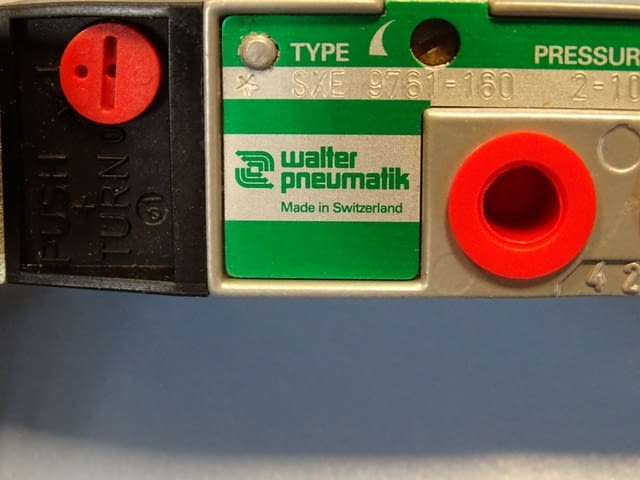 TYPE PRESSUR
* SXE 9761-160 2-10
walter
pneumatik
Made in Switzerland
PUSH
+
TURN
4 2